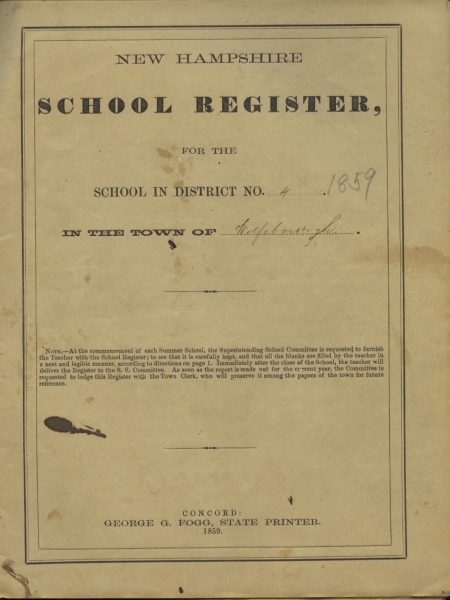 NEW HAMPSHIRE
SCHOOL REGISTER,
FOR THE
SCHOOL IN DISTRICT NO. 4 . 1859
IN THE TOWN OF Wolfeborough .
NOTE.—At the commencement of each Summer School, the Superintending School Committee is requested to furnish
the Teacher with the School Register; to see that it is carefully kept, and that all the blanks are filled by the teacher in
a neat and legible manner, according to directions on page 1. Immediately after the close of the School, the teacher will
deliver the Register to the S. S. Committee. As soon as the report is made out for the current year, the Committee is
requested to lodge this Register with the Town Clerk, who will preserve it among the papers of the town for future
reference.
CONCORD:
GEORGE G. FOGG, STATE PRINTER.
1859.